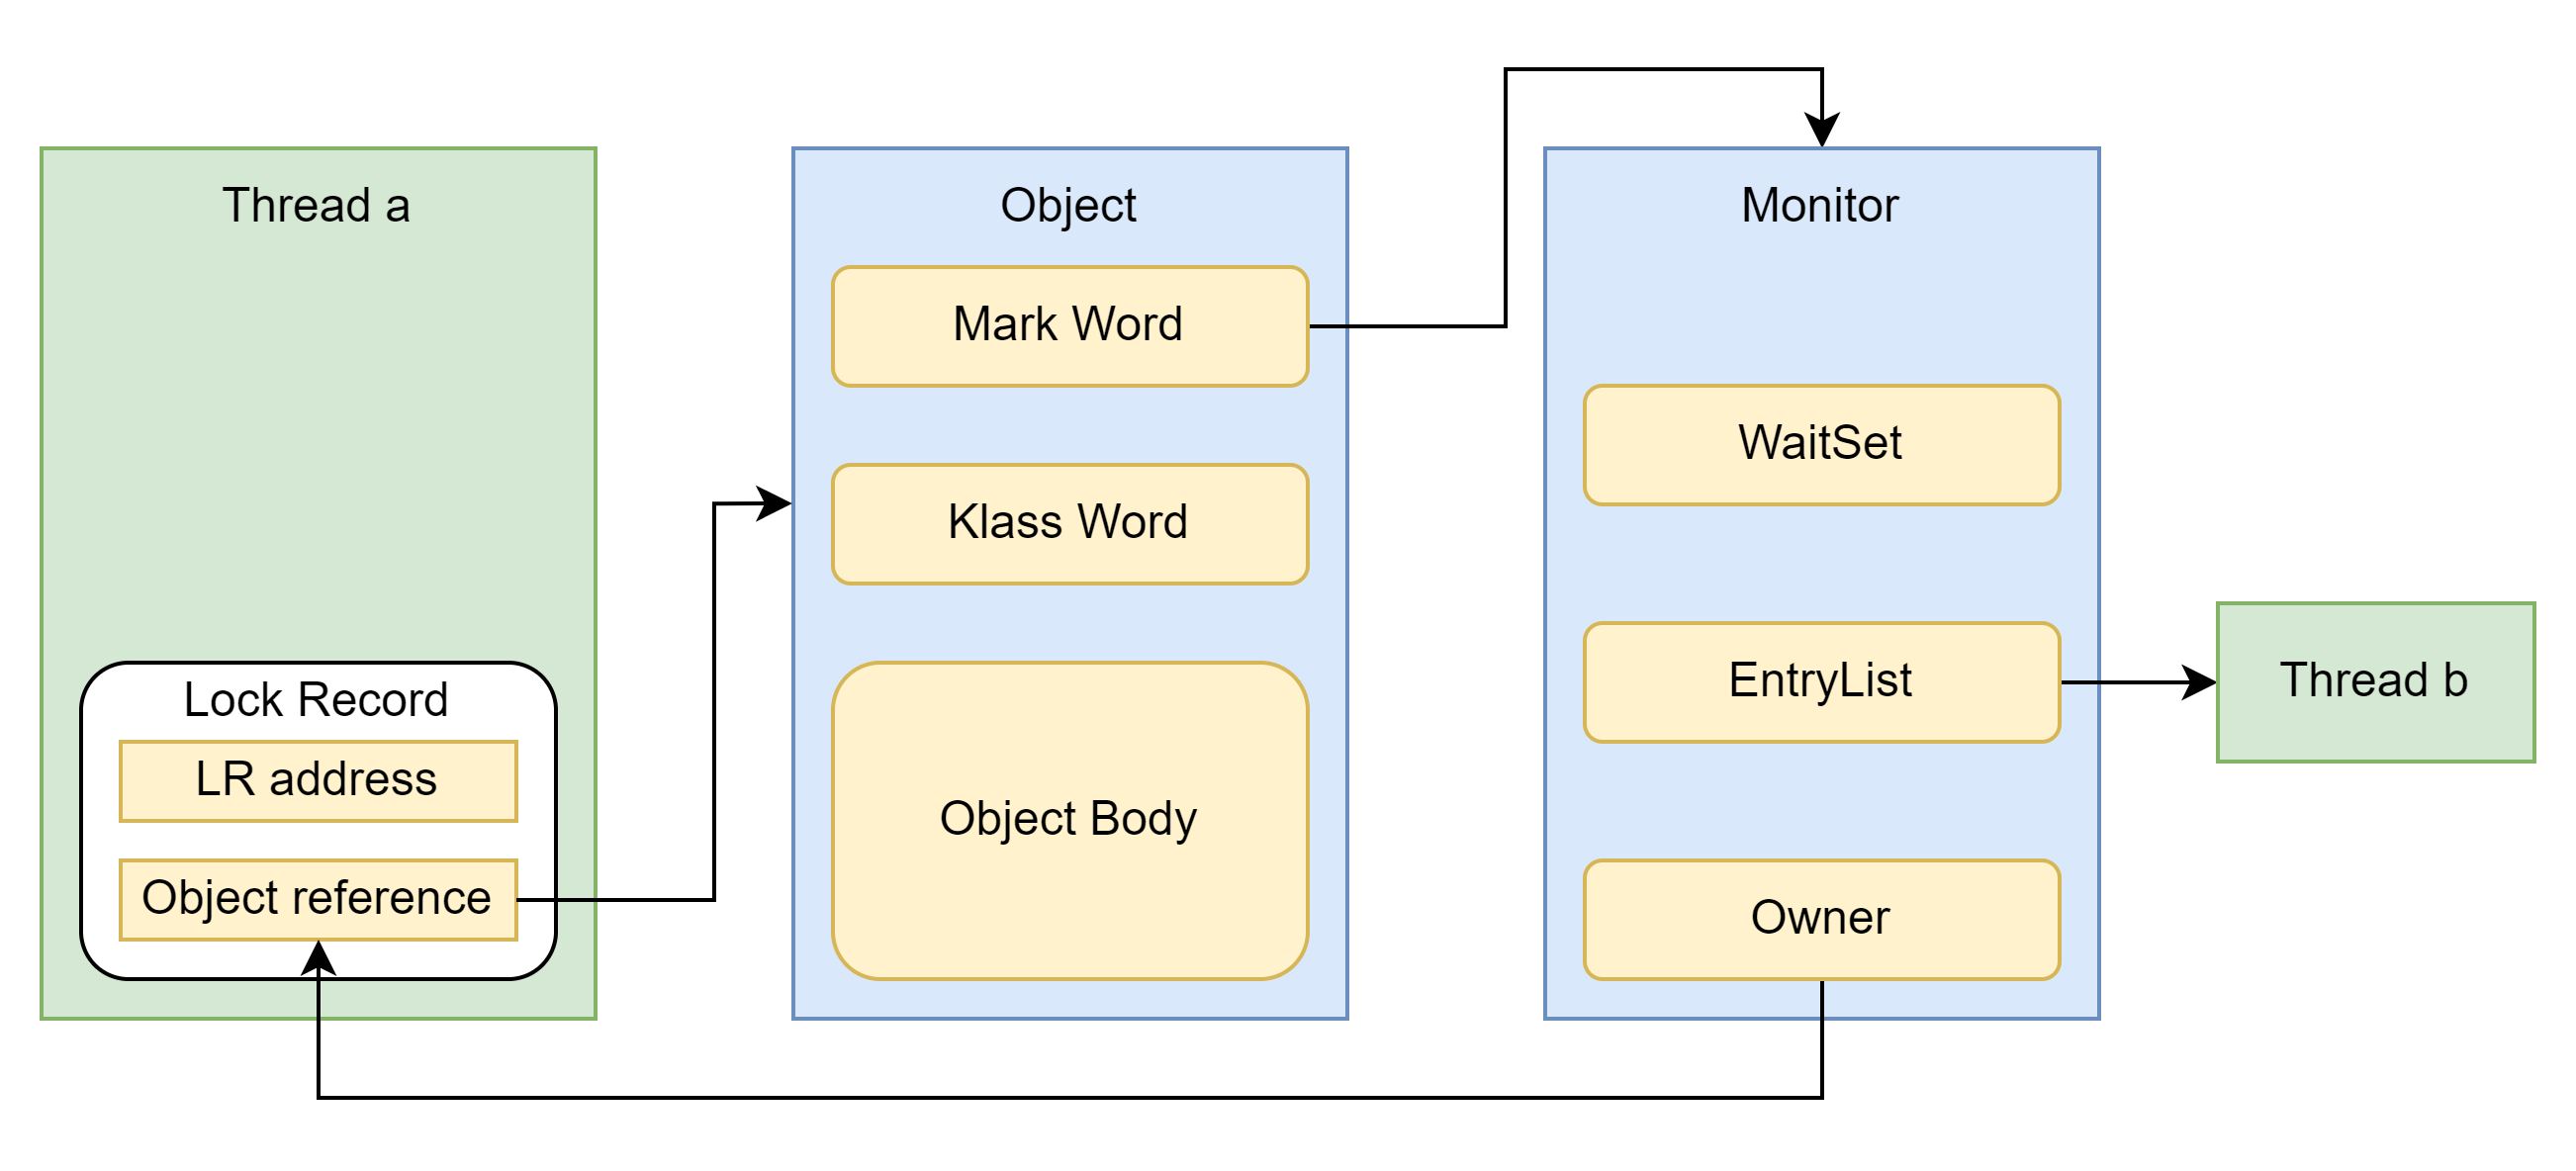 Thread a
Lock Record
LR address
Object reference
Object
Mark Word
Klass Word
Object Body
Monitor
WaitSet
EntryList
Owner
Thread b